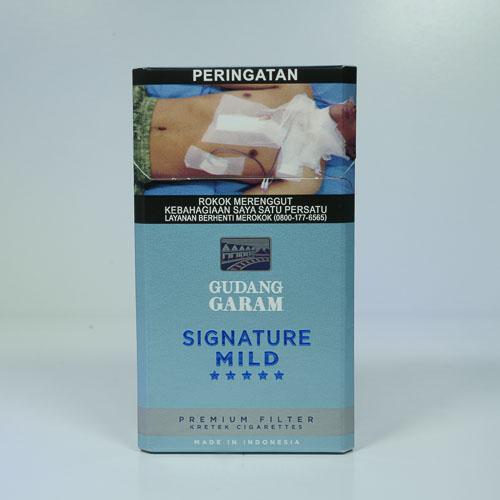 PERINGATAN
ROKOK MERENGGUT
KEBAHAGIAAN SAYA SATU PERSATU
LAYANAN BERHENTI MEROKOK (0800-177-6565)
GUDANG
GARAM
SIGNATURE
MILD
PREMIUM FILTER
KRETEK CIGARETTES
MADE IN INDONESIA